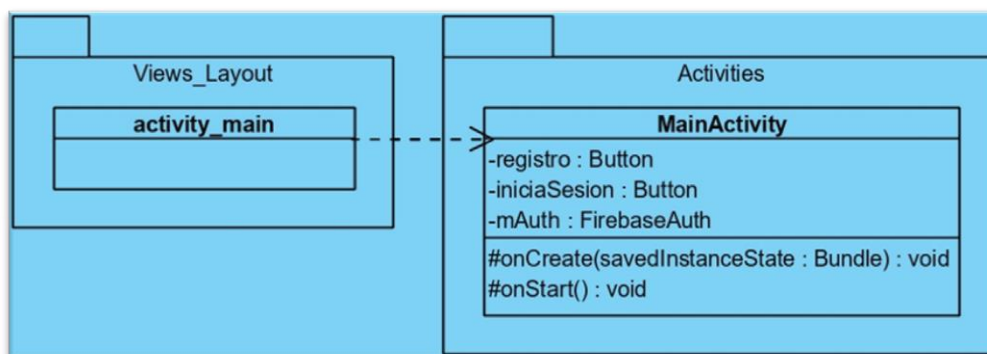 Views_Layout
activity_main
Activities
MainActivity
-registro : Button
-iniciaSesion : Button
-mAuth : FirebaseAuth
#onCreate(savedInstanceState : Bundle) : void
#onStart() : void